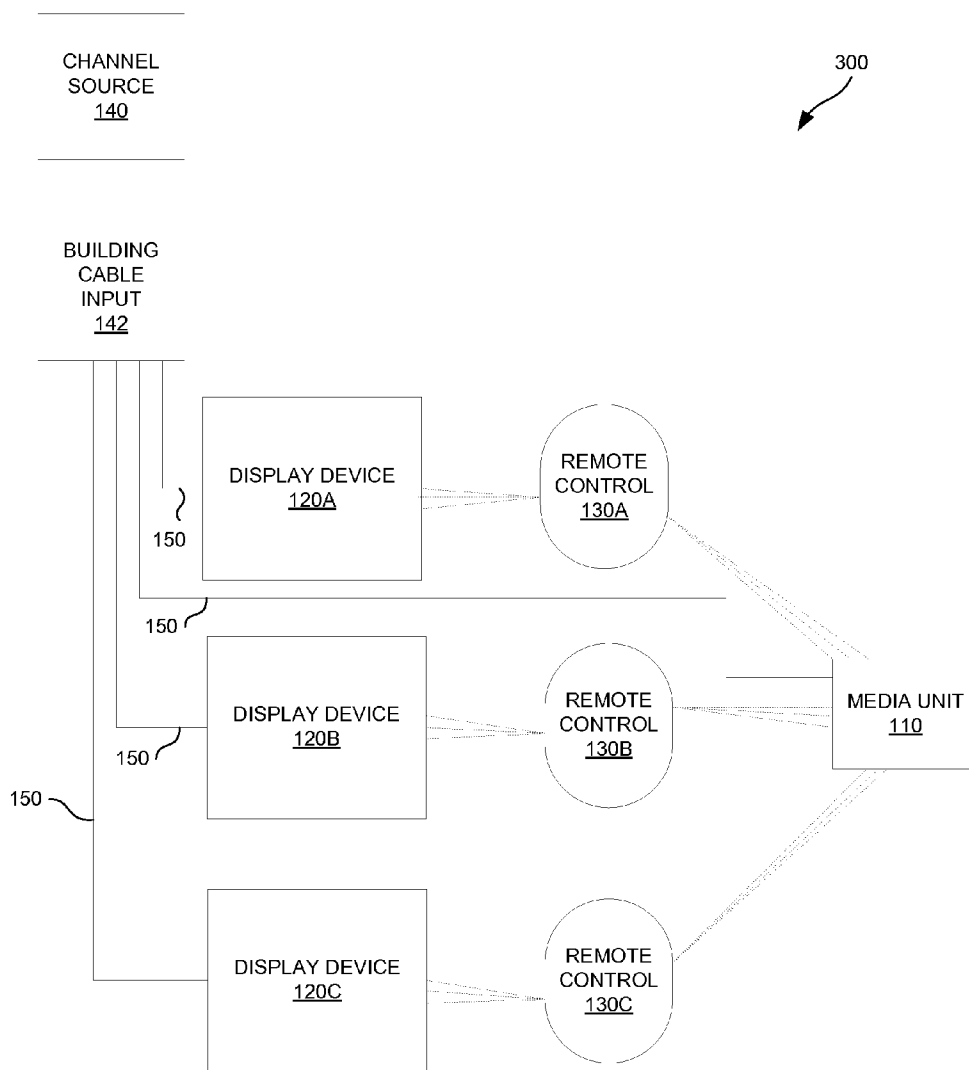 CHANNEL
SOURCE
140
300
BUILDING
CABLE
INPUT
142
DISPLAY DEVICE
120A
REMOTE
CONTROL
130A
150
150
DISPLAY DEVICE
120B
REMOTE
CONTROL
130B
MEDIA UNIT
110
150
150
DISPLAY DEVICE
120C
REMOTE
CONTROL
130C